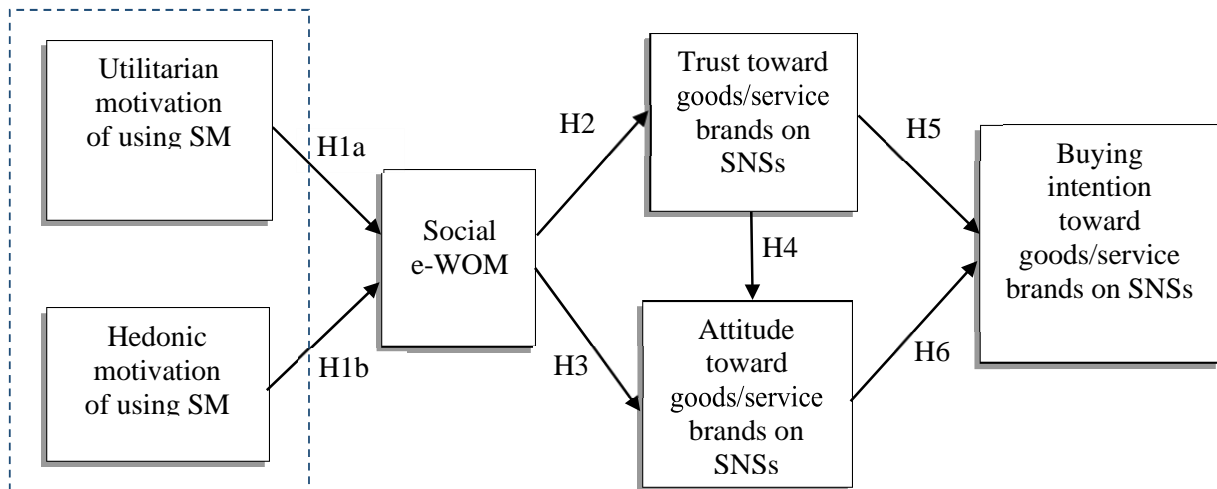 Utilitarian
motivation
of using SM
H1a
Hedonic
motivation
of using SM
H1b
Social
e-WOM
H2
H3
Trust toward
goods/service
brands on
SNSs
H4
Attitude
toward
goods/service
brands on
SNSs
H5
H6
Buying
intention
toward
goods/service
brands on SNSs